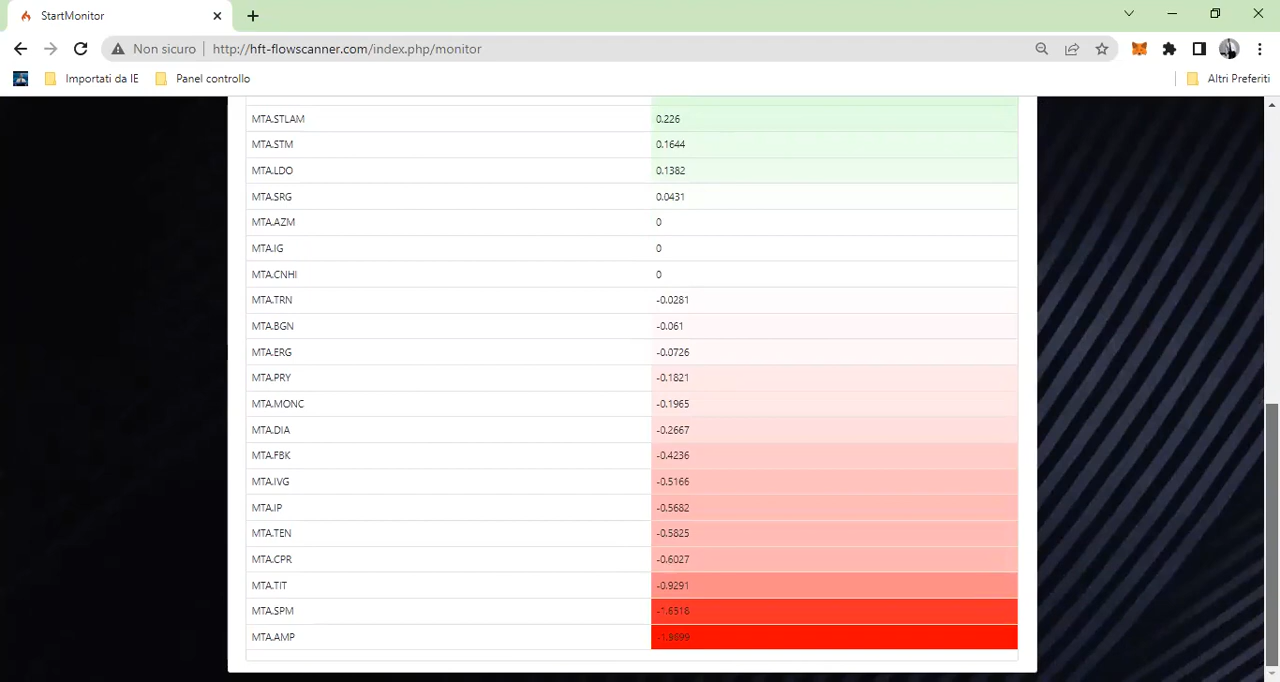 StartMonitor
Non sicuro
http://hft-flowscanner.com/index.php/monitor
Importati da IE
Panel controllo
Altri Preferiti
MTA.STLAM 0.226
MTA.STM 0.1644
MTA.LDO 0.1382
MTA.SRG 0.0431
MTA.AZM 0
MTA.IG 0
MTA.CNHI 0
MTA.TRN -0.0281
MTA.BGN -0.061
MTA.ERG -0.0726
MTA.PRY -0.1821
MTA.MONC -0.1965
MTA.DIA -0.2667
MTA.FBK -0.4236
MTA.IVG -0.5166
MTA.IP -0.5682
MTA.TEN -0.5825
MTA.CPR -0.6027
MTA.TIT -0.9291
MTA.SPM
MTA.AMP